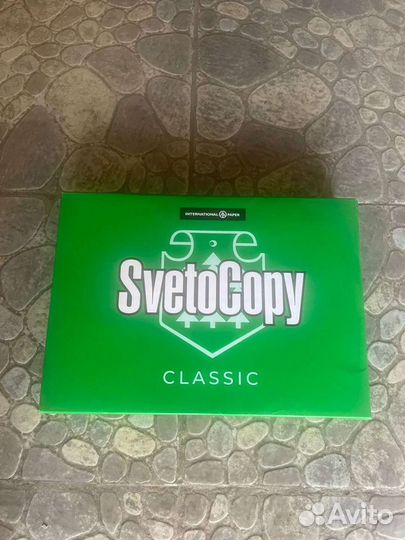 INTERNATIONAL PAPER
SvetoCopy
CLASSIC
Avito